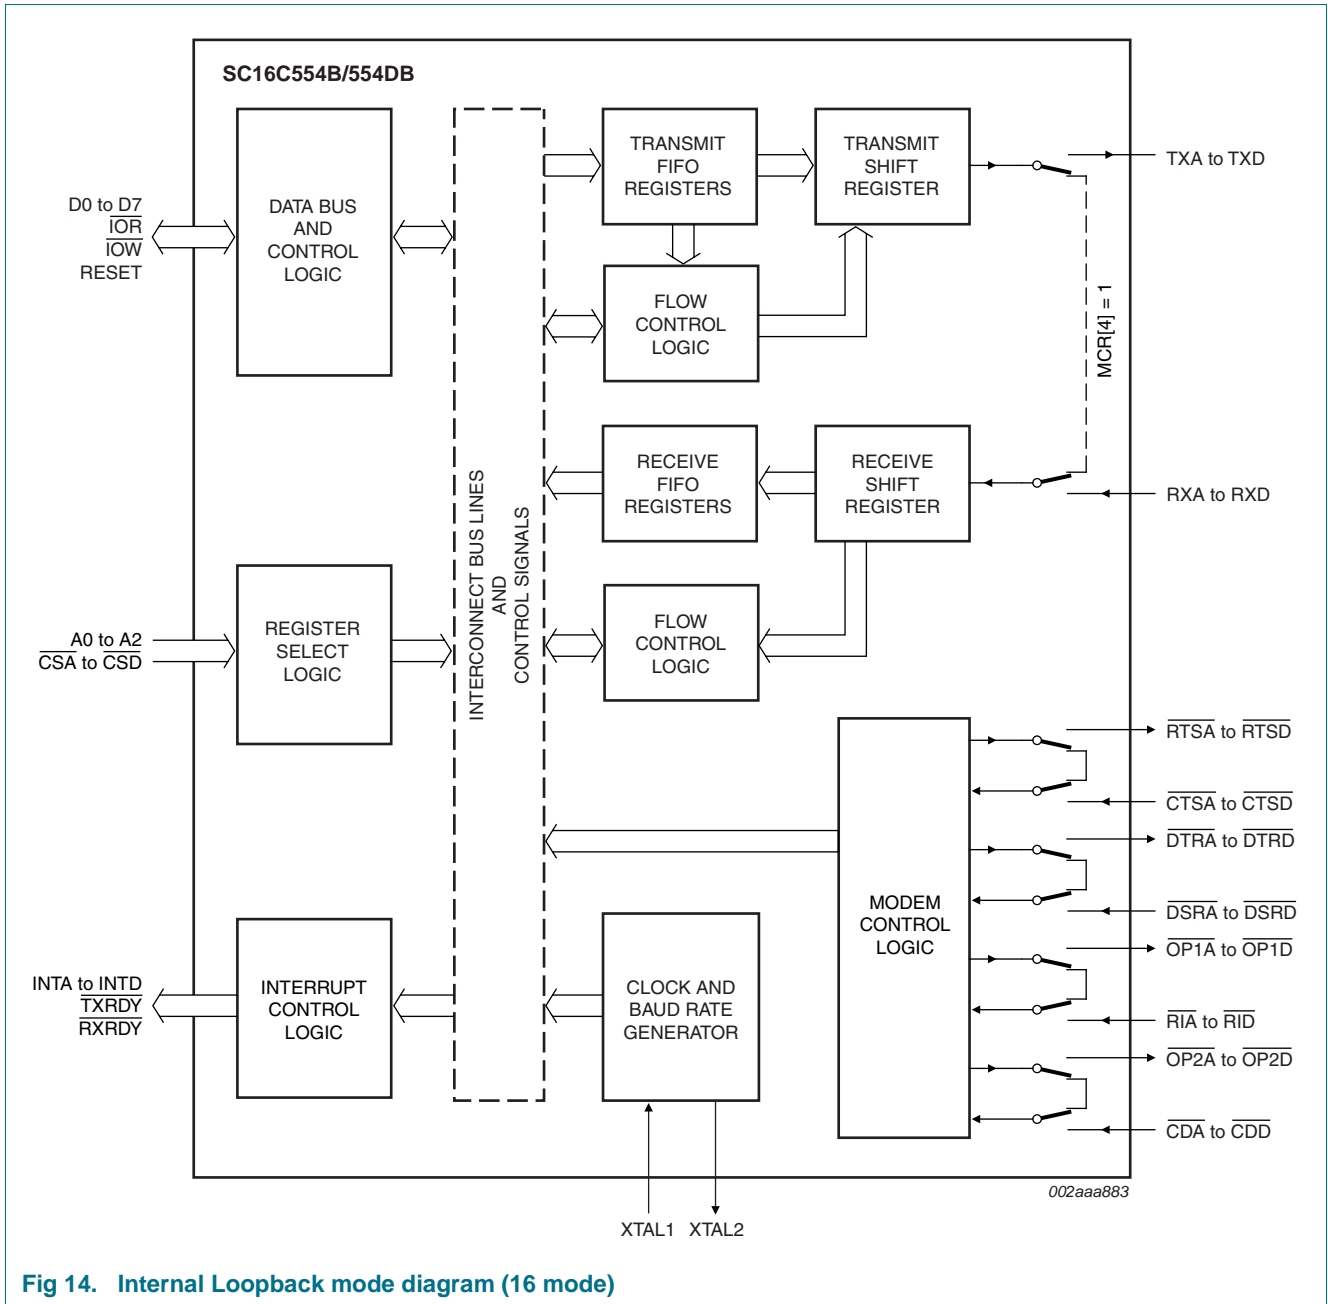 SC16C554B/554DB
D0 to D7
IOR
IOW
RESET
DATA BUS
AND
CONTROL
LOGIC
TRANSMIT
FIFO
REGISTERS
TRANSMIT
SHIFT
REGISTER
TXA to TXD
FLOW
CONTROL
LOGIC
MCR[4] = 1
RECEIVE
FIFO
REGISTERS
RECEIVE
SHIFT
REGISTER
RXA to RXD
INTERCONNECT BUS LINES
AND
CONTROL SIGNALS
A0 to A2
CSA to CSD
REGISTER
SELECT
LOGIC
FLOW
CONTROL
LOGIC
RTSA to RTSD
CTSA to CTSD
DTRA to DTRD
DSRA to DSRD
OP1A to OP1D
RIA to RID
OP2A to OP2D
CDA to CDD
MODEM
CONTROL
LOGIC
INTA to INTD
TXRDY
RXRDY
INTERRUPT
CONTROL
LOGIC
CLOCK AND
BAUD RATE
GENERATOR
XTAL1 XTAL2
002aaa883
Fig 14. Internal Loopback mode diagram (16 mode)